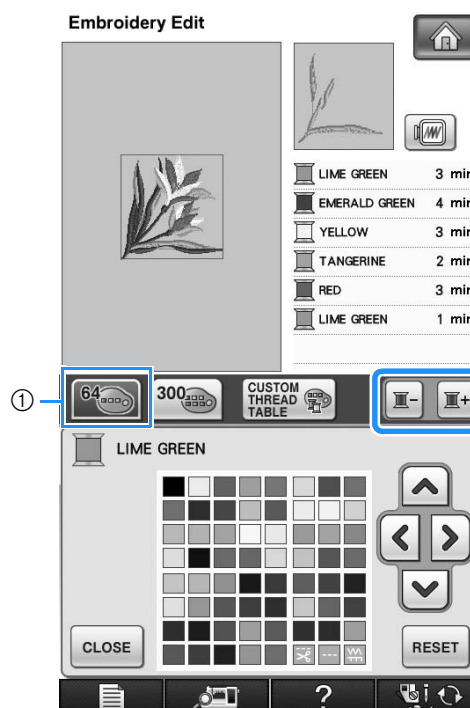 Embroidery Edit
LIME GREEN 3 min
EMERALD GREEN 4 min
YELLOW 3 min
TANGERINE 2 min
RED 3 min
LIME GREEN 1 min
① 64 300 CUSTOM THREAD TABLE - +
LIME GREEN
CLOSE RESET
?